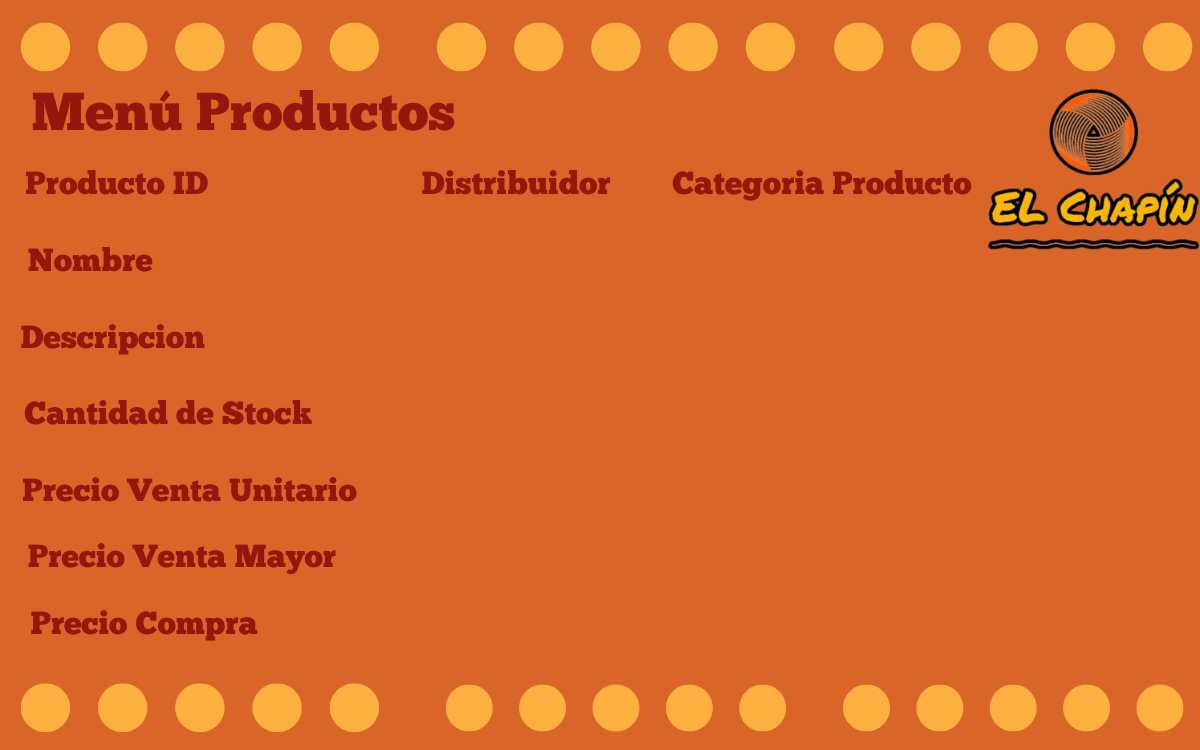 Menú Productos
Producto ID
Distribuidor
Categoria Producto
EL CHAPÍN
Nombre
Descripcion
Cantidad de Stock
Precio Venta Unitario
Precio Venta Mayor
Precio Compra